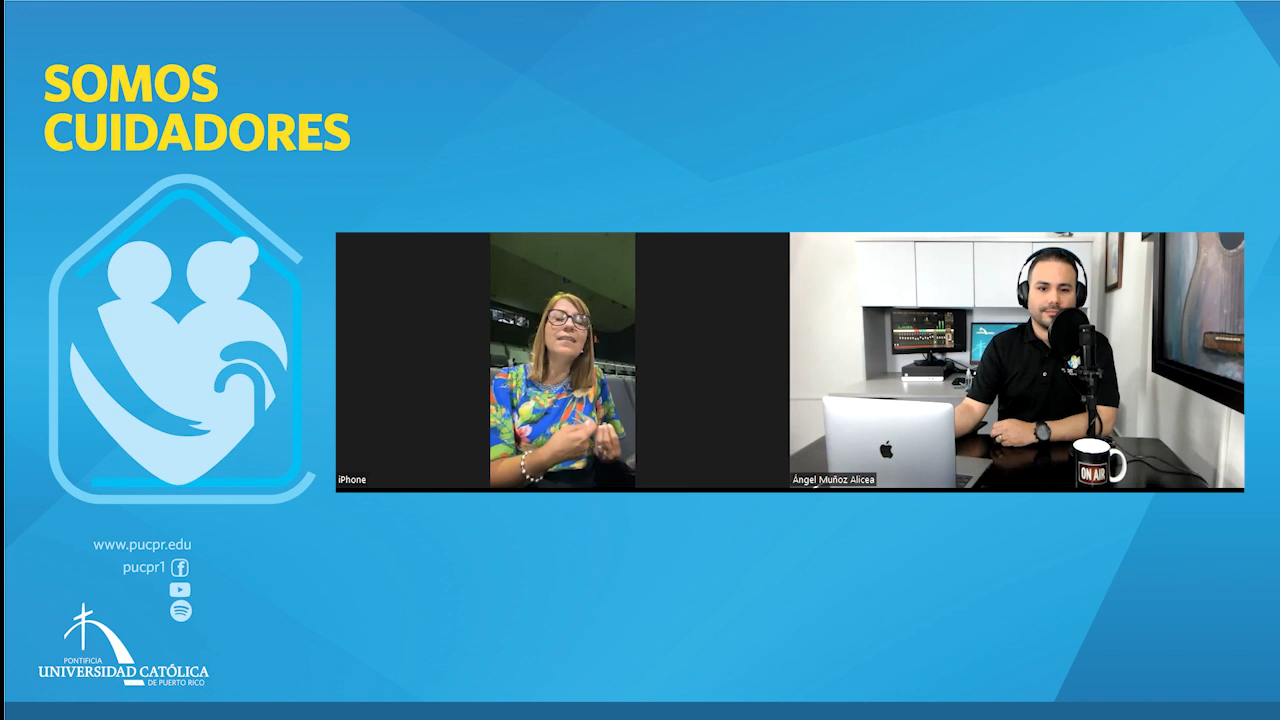 SOMOS
CUIDADORES
iPhone
Ángel Muñoz Alicea
ON AIR
www.pucpr.edu
pucpr1
PONTIFICIA
UNIVERSIDAD CATÓLICA
DE PUERTO RICO